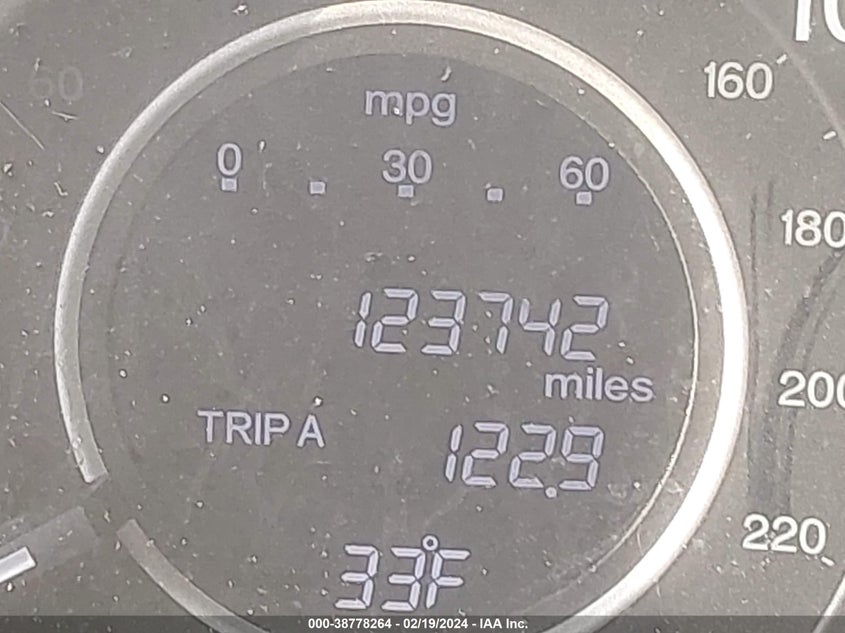 160
mpg
0 30 60
180
123742
miles
200
TRIP A
122.9
220
33°F
000-38778264 - 02/19/2024 - IAA Inc.